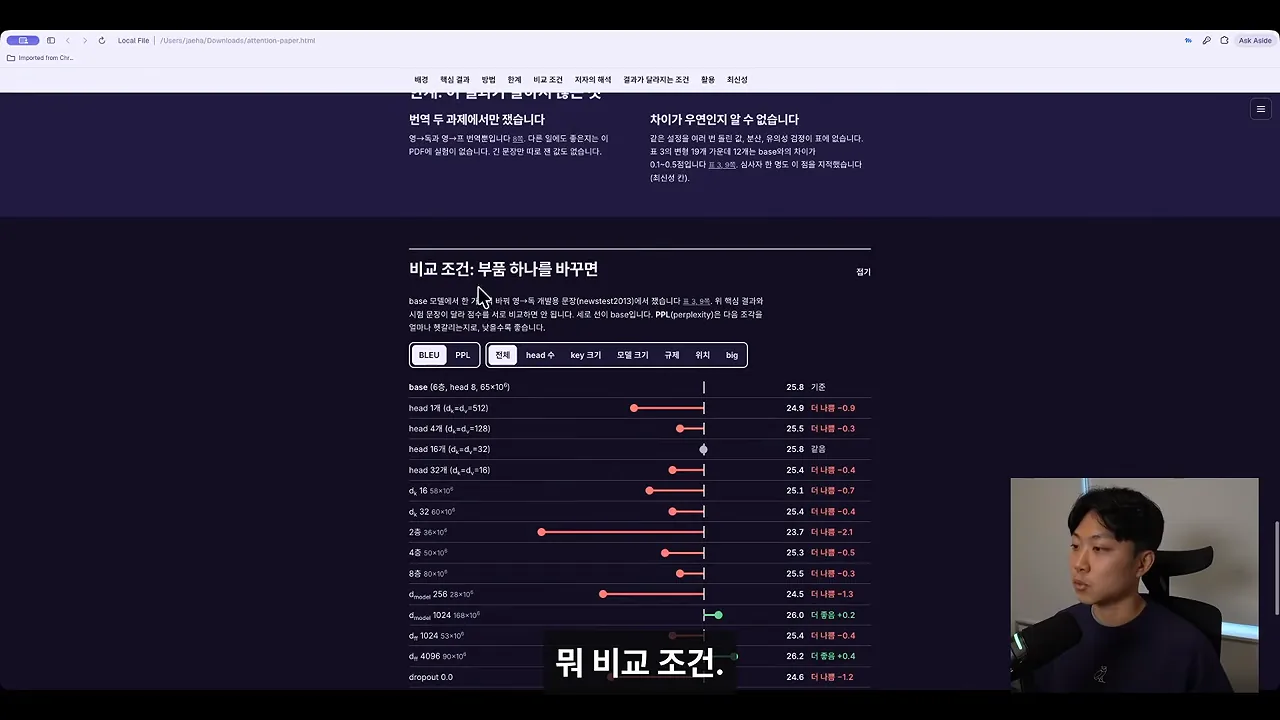 Local File | /Users/jaeha/Downloads/attention-paper.html
Ask Aside
Imported from Chr...
배경 핵심 결과 방법 한계 비교 조건 저자의 해석 결과가 달라지는 조건 활용 최신성
번역 두 과제에서만 쟀습니다
영→독과 영→프 번역뿐입니다 8쪽. 다른 일에도 좋은지는 이
PDF에 실험이 없습니다. 긴 문장만 따로 잰 값도 없습니다.
차이가 우연인지 알 수 없습니다
같은 설정을 여러 번 돌린 값, 분산, 유의성 검정이 표에 없습니다.
표 3의 변형 19개 가운데 12개는 base와의 차이가
0.1~0.5점입니다 표 3, 9쪽. 심사자 한 명도 이 점을 지적했습니다
(최신성 칸).
비교 조건: 부품 하나를 바꾸면
접기
base 모델에서 한 바꿔 영→독 개발용 문장(newstest2013)에서 쟀습니다 표 3, 9쪽. 위 핵심 결과와
시험 문장이 달라 점수를 서로 비교하면 안 됩니다. 세로 선이 base입니다. PPL(perplexity)은 다음 조각을
얼마나 헷갈리는지로, 낮을수록 좋습니다.
BLEU PPL 전체 head 수 key 크기 모델 크기 규제 위치 big
base (6층, head 8, 65×10⁶) 25.8 기준
head 1개 (dₖ=dᵥ=512) 24.9 더 나쁨 −0.9
head 4개 (dₖ=dᵥ=128) 25.5 더 나쁨 −0.3
head 16개 (dₖ=dᵥ=32) 25.8 같음
head 32개 (dₖ=dᵥ=16) 25.4 더 나쁨 −0.4
dₖ 16 58×10⁶ 25.1 더 나쁨 −0.7
dₖ 32 60×10⁶ 25.4 더 나쁨 −0.4
2층 36×10⁶ 23.7 더 나쁨 −2.1
4층 50×10⁶ 25.3 더 나쁨 −0.5
8층 80×10⁶ 25.5 더 나쁨 −0.3
dmodel 256 28×10⁶ 24.5 더 나쁨 −1.3
dmodel 1024 168×10⁶ 26.0 더 좋음 +0.2
dff 1024 53×10⁶ 25.4 더 나쁨 −0.4
dff 4096 90×10⁶ 26.2 더 좋음 +0.4
dropout 0.0 24.6 더 나쁨 −1.2
뭐 비교 조건.